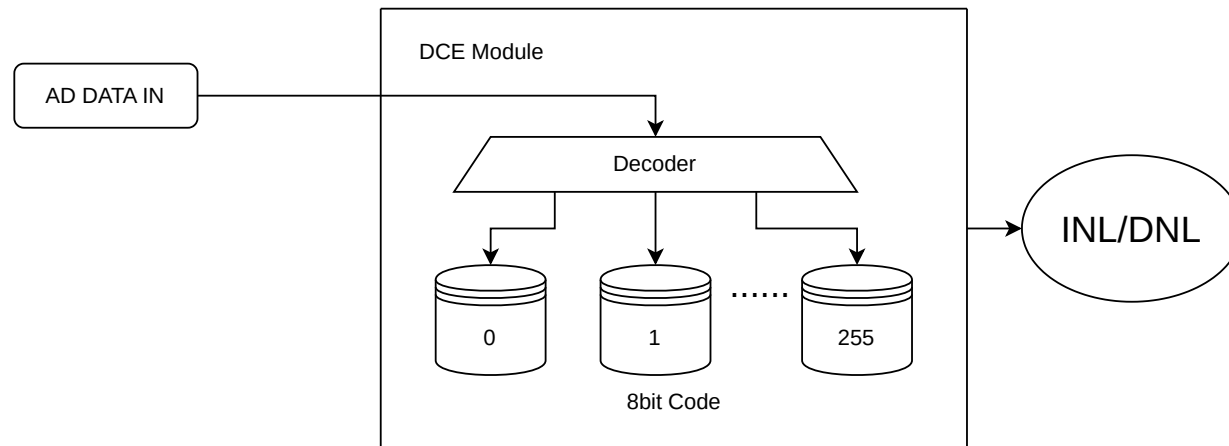 DCE Module
AD DATA IN
Decoder
INL/DNL
......
0
1
255
8bit Code